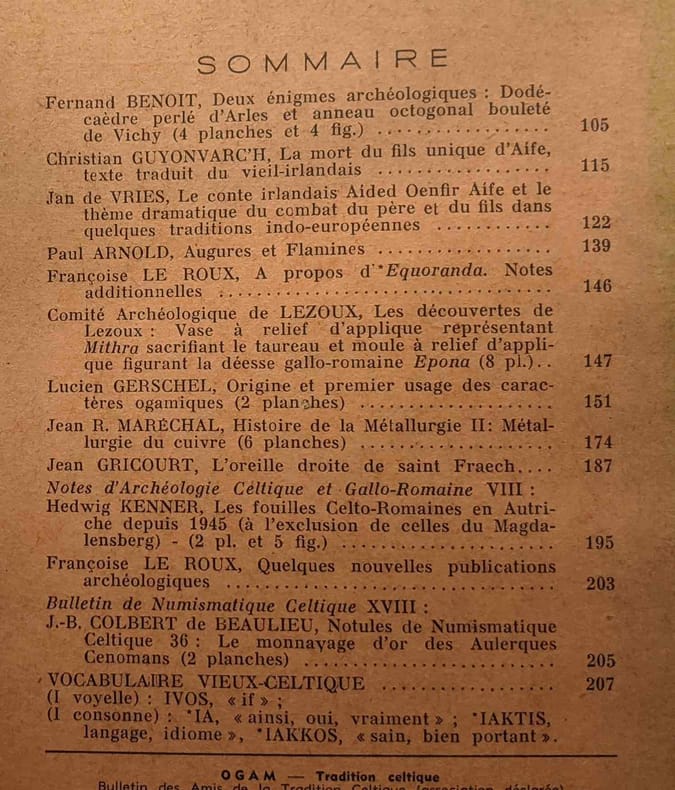 SOMMAIRE
Fernand BENOIT, Deux énigmes archéologiques : Dodé-
caèdre perlé d'Arles et anneau octogonal bouleté
de Vichy (4 planches et 4 fig.) .................. 105
Christian GUYONVARC'H, La mort du fils unique d'Aife,
texte traduit du vieil-irlandais .................. 115
Jan de VRIES, Le conte irlandais Aided Oenfir Aife et le
thème dramatique du combat du père et du fils dans
quelques traditions indo-européennes ............ 122
Paul ARNOLD, Augures et Flamines .................. 139
Françoise LE ROUX, A propos d'*Equoranda. Notes
additionnelles .................................. 146
Comité Archéologique de LEZOUX, Les découvertes de
Lezoux : Vase à relief d'applique représentant
Mithra sacrifiant le taureau et moule à relief d'appli-
que figurant la déesse gallo-romaine Epona (8 pl.).. 147
Lucien GERSCHEL, Origine et premier usage des carac-
tères ogamiques (2 planches) .................... 151
Jean R. MARÉCHAL, Histoire de la Métallurgie II: Métal-
lurgie du cuivre (6 planches) .................... 174
Jean GRICOURT, L'oreille droite de saint Fraech.... 187
Notes d'Archéologie Celtique et Gallo-Romaine VIII :
Hedwig KENNER, Les fouilles Celto-Romaines en Autri-
che depuis 1945 (à l'exclusion de celles du Magda-
lensberg) - (2 pl. et 5 fig.) ...................... 195
Françoise LE ROUX, Quelques nouvelles publications
archéologiques .................................. 203
Bulletin de Numismatique Celtique XVIII :
J.-B. COLBERT de BEAULIEU, Notules de Numismatique
Celtique 36 : Le monnayage d'or des Aulerques
Cenomans (2 planches) .......................... 205
VOCABULAIRE VIEUX-CELTIQUE .................. 207
(I voyelle) : IVOS, « if » ;
(I consonne) : *IA, « ainsi, oui, vraiment » ; *IAKTIS,
langage, idiome », *IAKKOS, « sain, bien portant ».
OGAM — Tradition celtique
Bulletin des Amis de la Tradition Celtique (association déclarée)